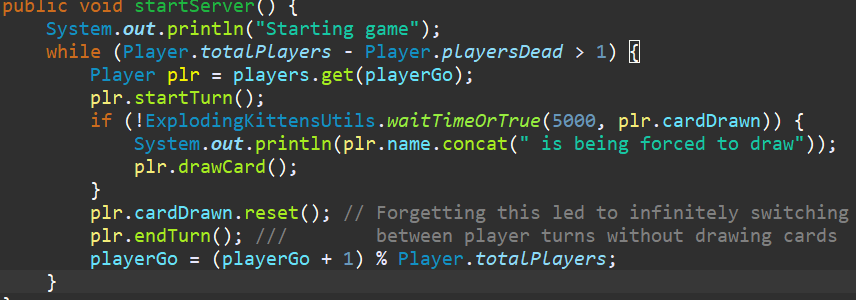 public void startServer() {
    System.out.println("Starting game");
    while (Player.totalPlayers - Player.playersDead > 1) {
        Player plr = players.get(playerGo);
        plr.startTurn();
        if (!ExplodingKittensUtils.waitTimeOrTrue(5000, plr.cardDrawn)) {
            System.out.println(plr.name.concat(" is being forced to draw"));
            plr.drawCard();
        }
        plr.cardDrawn.reset(); // Forgetting this led to infinitely switching
        plr.endTurn(); ///        between player turns without drawing cards
        playerGo = (playerGo + 1) % Player.totalPlayers;
    }